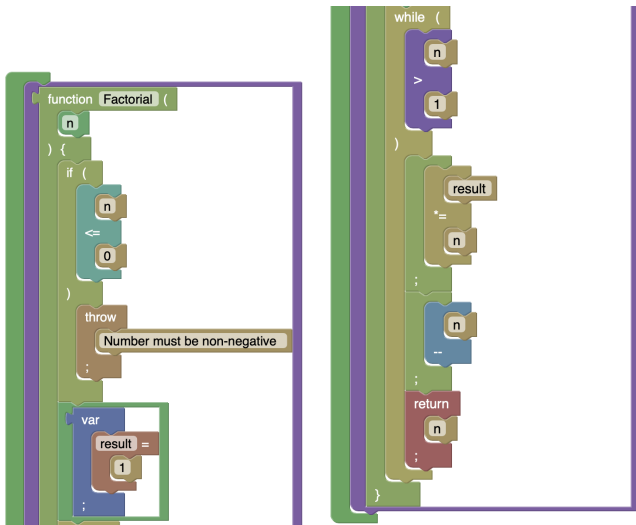 function Factorial (
n
) {
if (
n
<=
0
)
throw
Number must be non-negative
;
var
result =
1
;
while (
n
>
1
)
result
*=
n
;
n
--
;
return
n
;
}